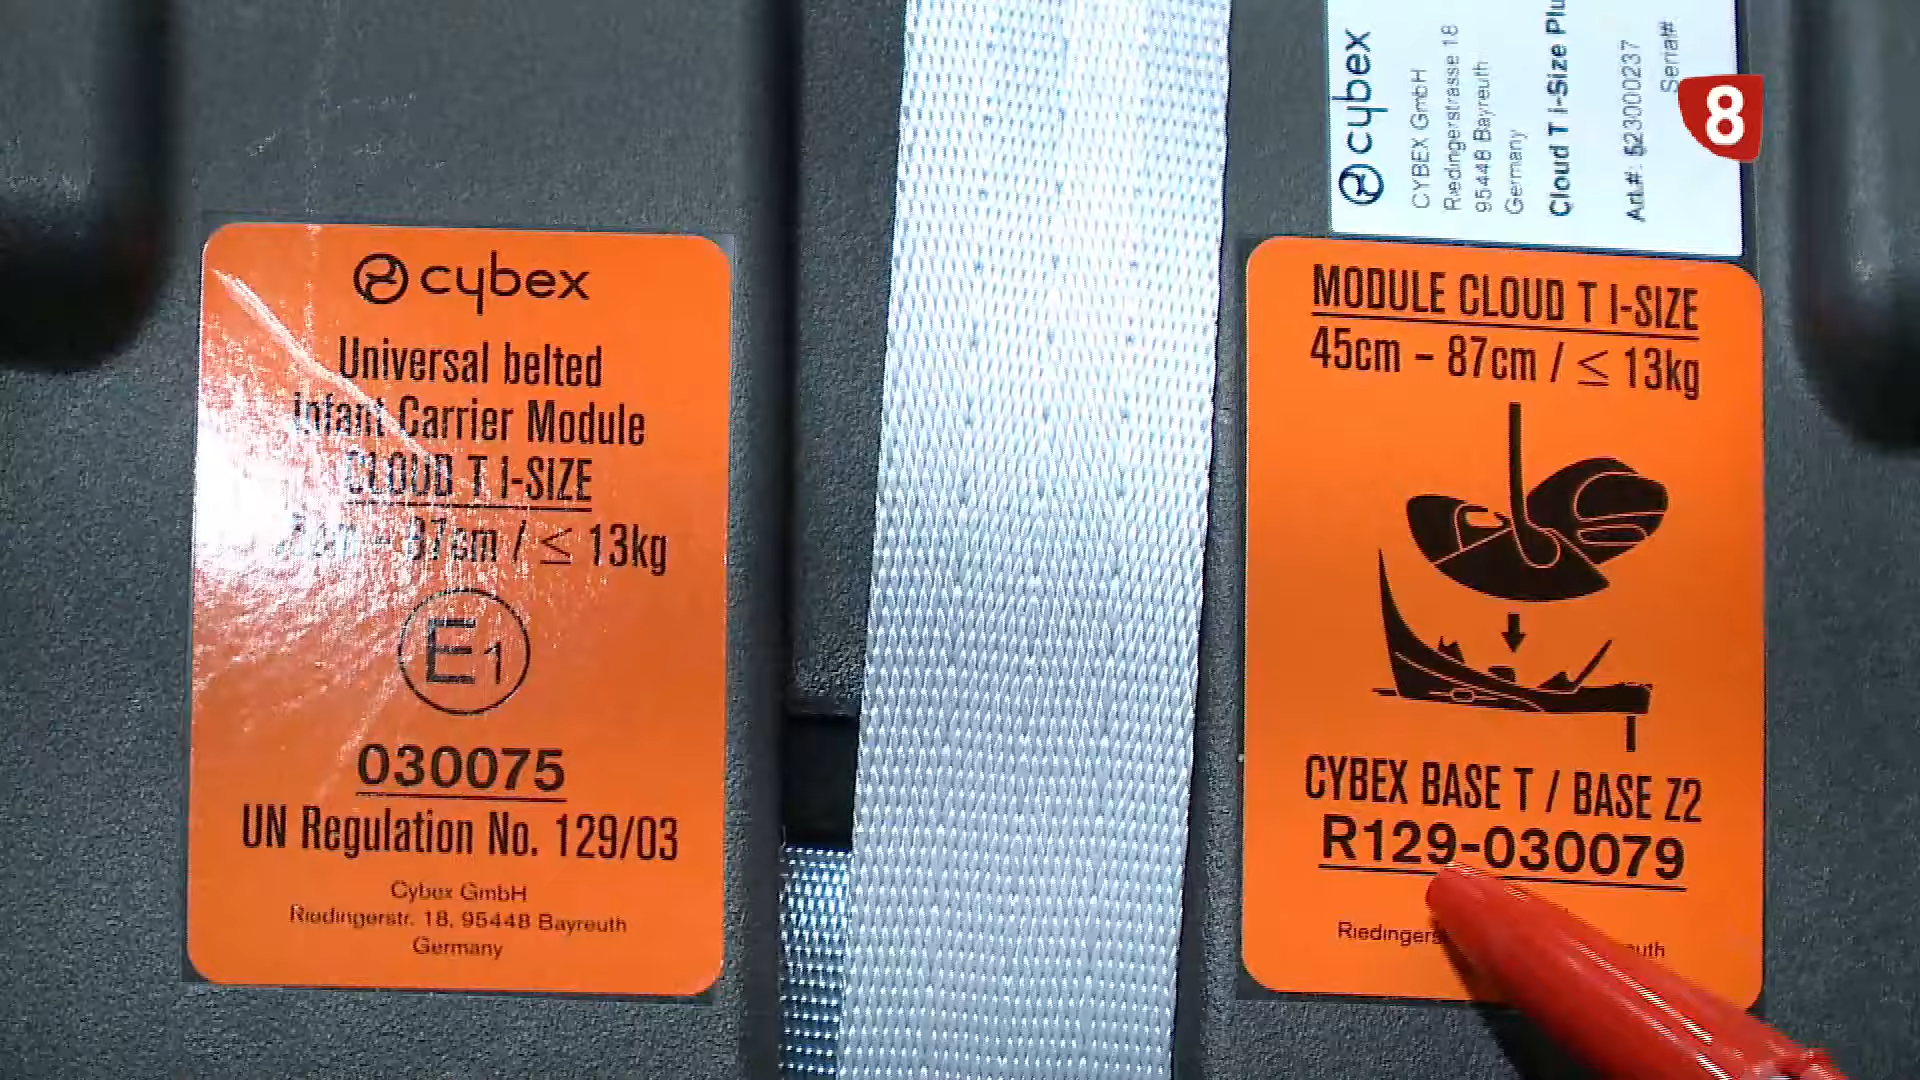 cybex
Universal belted
infant Carrier Module
CLOUD T I-SIZE
87cm / ≤ 13kg
E1
030075
UN Regulation No. 129/03
Cybex GmbH
Riedingerstr. 18, 95448 Bayreuth
Germany
cybex
CYBEX GmbH
Riedingerstrasse 18
95448 Bayreuth
Germany
Cloud T i-Size
Art.#: 523000237
Serial#
8
MODULE CLOUD T I-SIZE
45cm – 87cm / ≤ 13kg
CYBEX BASE T / BASE Z2
R129-030079